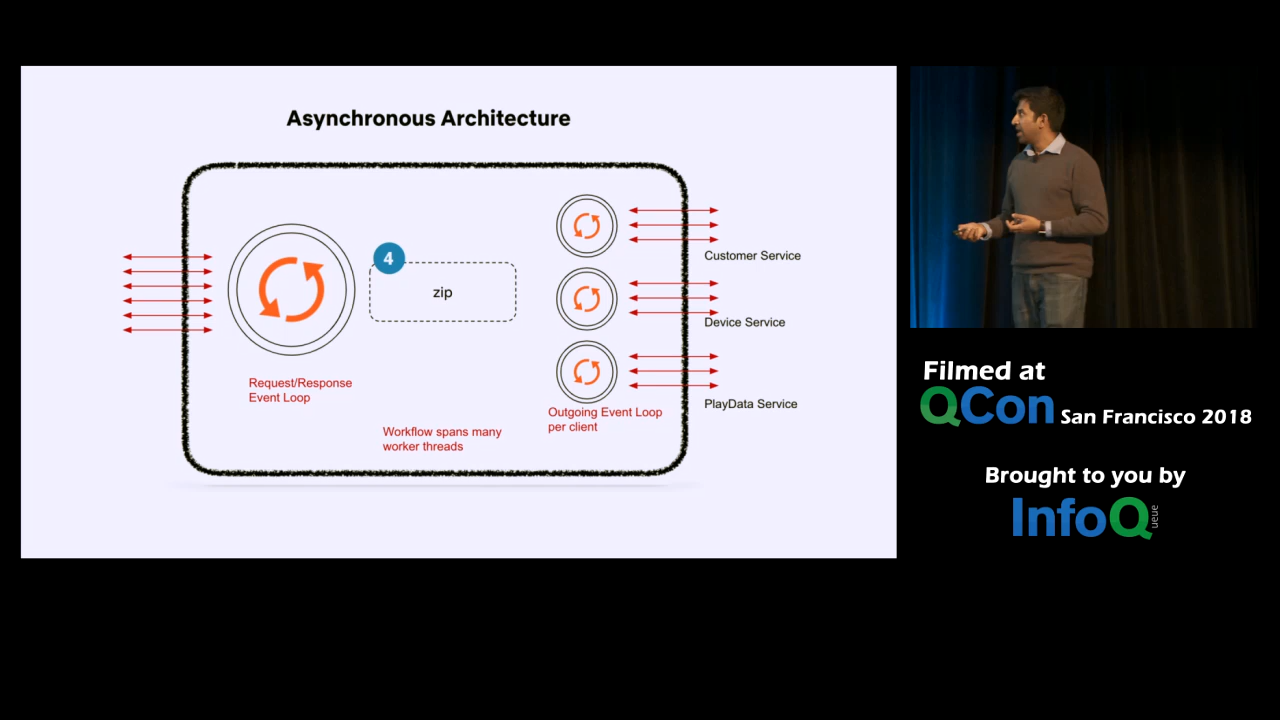 Asynchronous Architecture
4
zip
Customer Service
Device Service
PlayData Service
Request/Response
Event Loop
Outgoing Event Loop
per client
Workflow spans many
worker threads
Filmed at
QCon San Francisco 2018
Brought to you by
InfoQueue